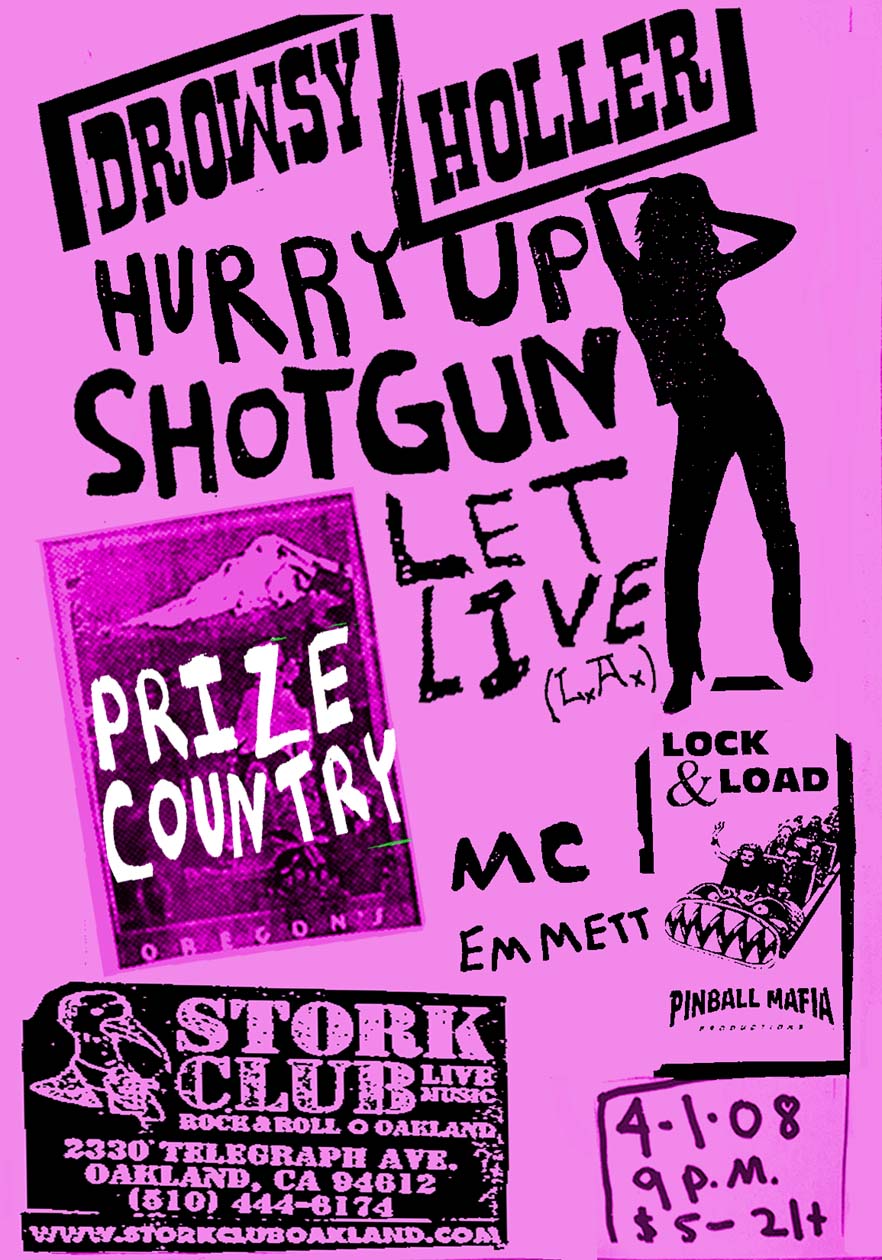 DROWSY HOLLER
HURRY UP
SHOTGUN
LET
LIVE
(L.A.)
PRIZE
COUNTRY
OREGON'S
LOCK
& LOAD
MC
EMMETT
PINBALL MAFIA
PRODUCTIONS
STORK
CLUB LIVE
MUSIC
ROCK & ROLL O OAKLAND
2330 TELEGRAPH AVE.
OAKLAND, CA 94612
(510) 444-6174
WWW.STORKCLUBOAKLAND.COM
4.1.08
9 P.M.
$5 - 21+